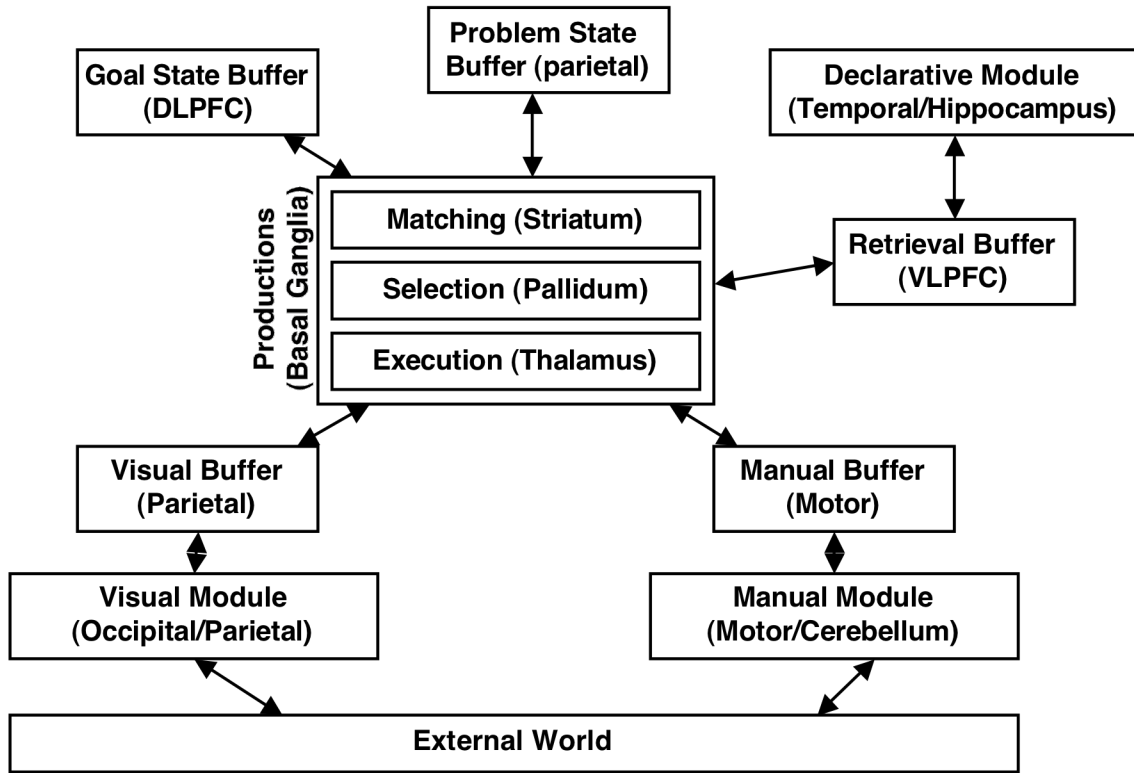 Problem State
Buffer (parietal)
Goal State Buffer
(DLPFC)
Declarative Module
(Temporal/Hippocampus)
Productions
(Basal Ganglia)
Matching (Striatum)
Selection (Pallidum)
Execution (Thalamus)
Retrieval Buffer
(VLPFC)
Visual Buffer
(Parietal)
Manual Buffer
(Motor)
Visual Module
(Occipital/Parietal)
Manual Module
(Motor/Cerebellum)
External World